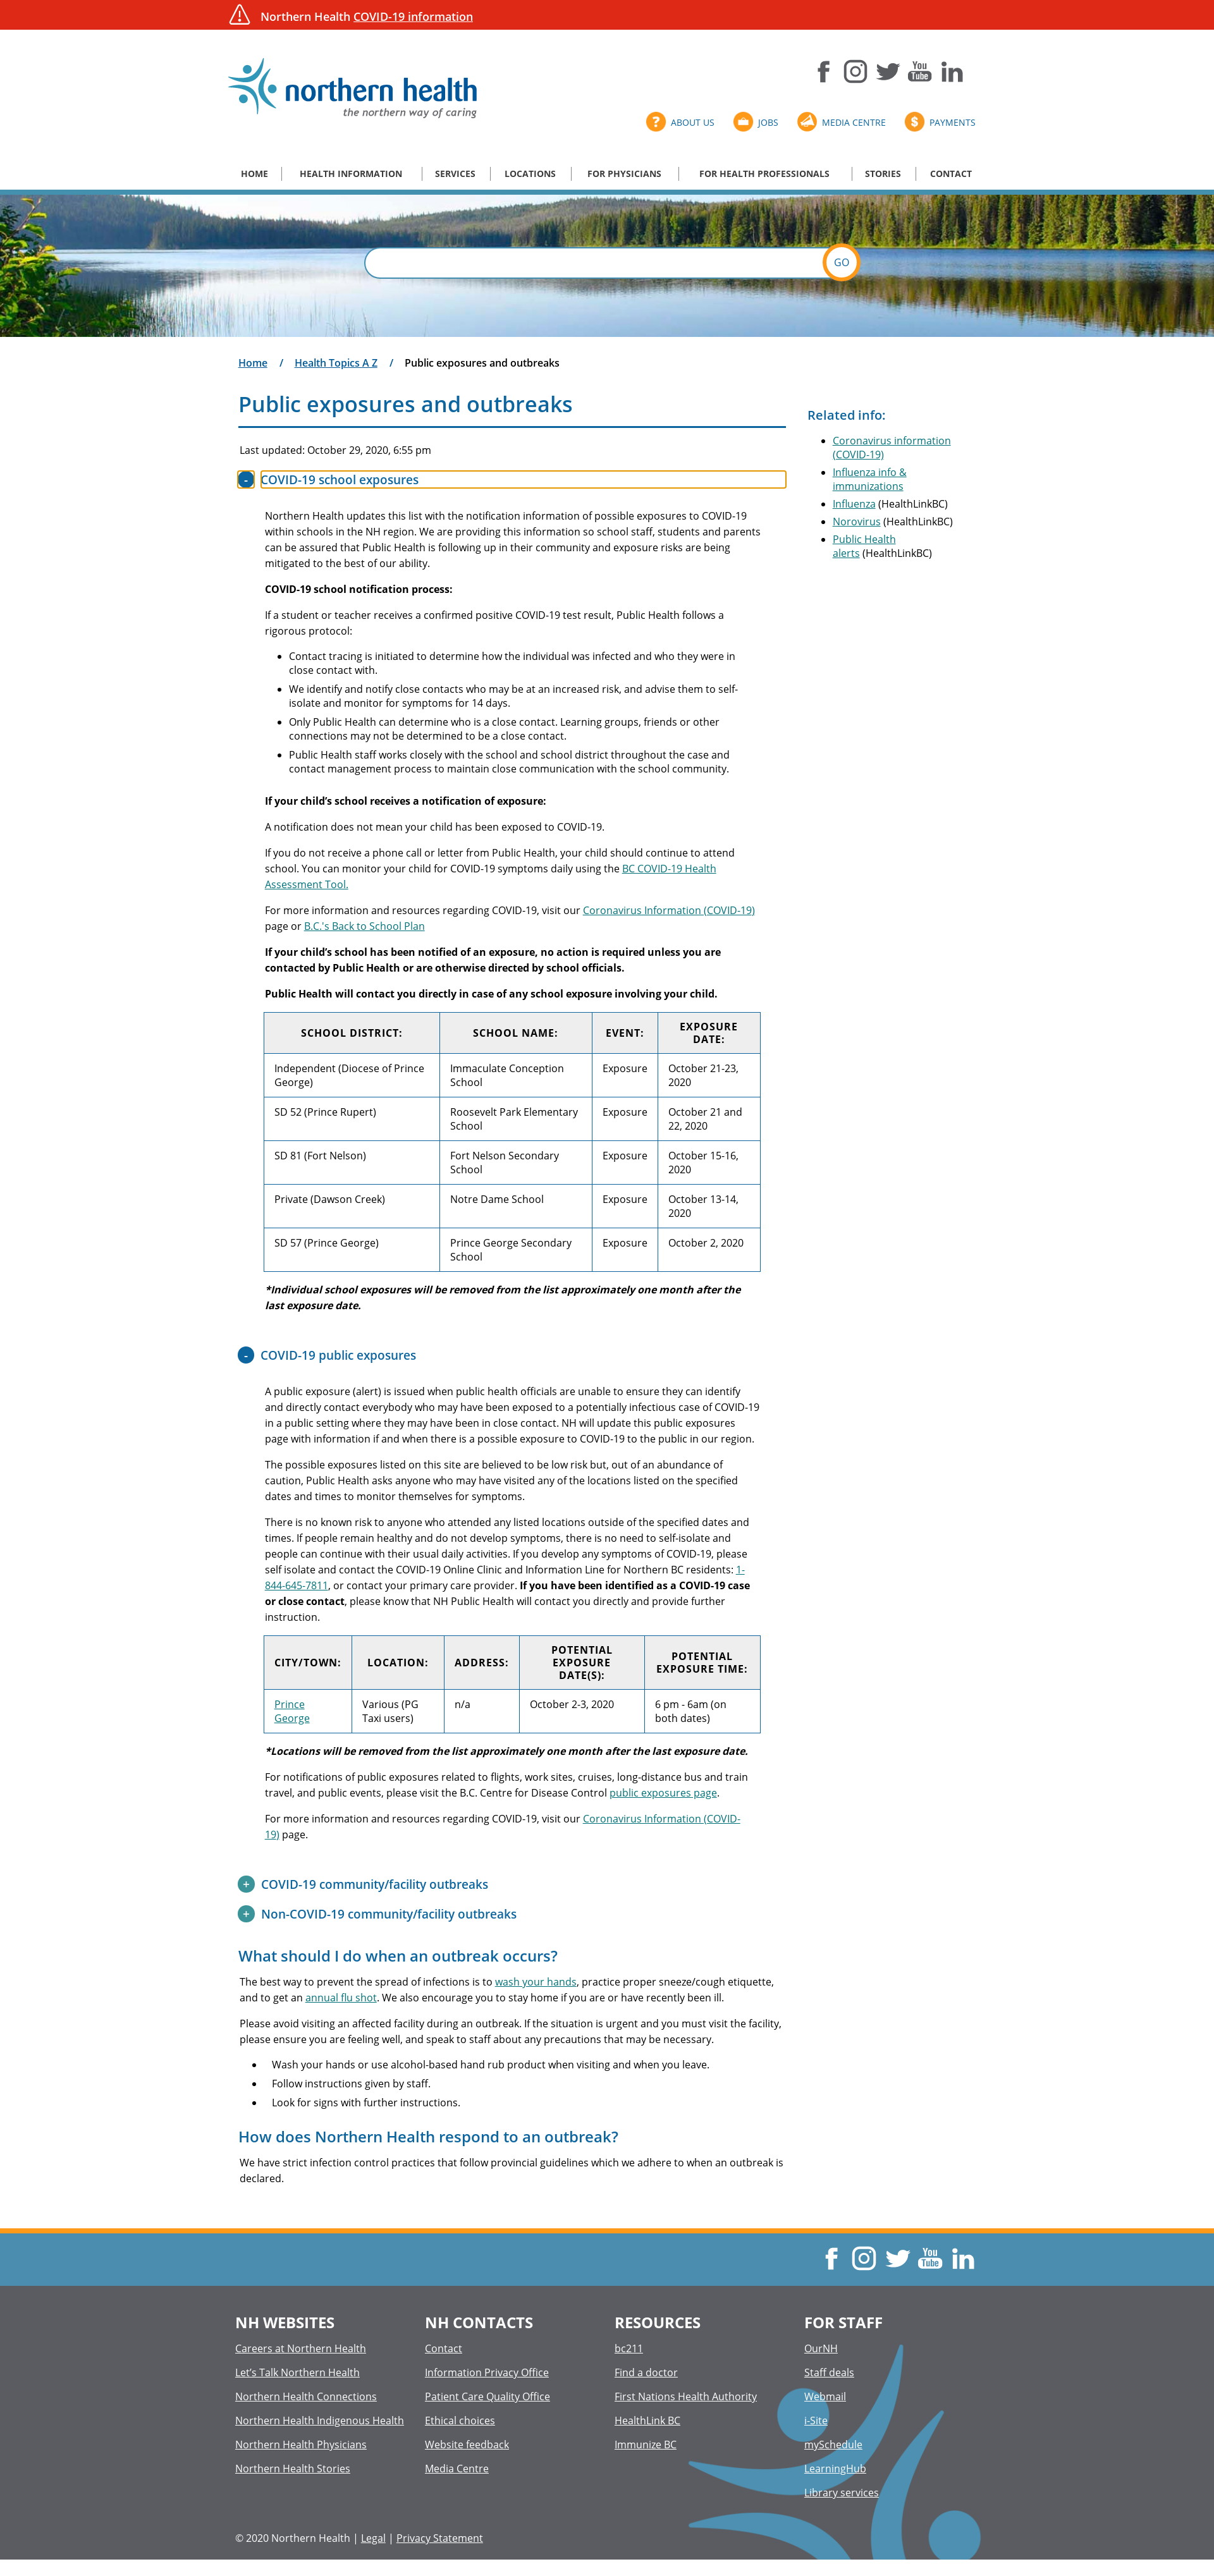 Northern Health COVID-19 information
northern health
the northern way of caring
You
Tube
in
? ABOUT US JOBS MEDIA CENTRE $ PAYMENTS
HOME HEALTH INFORMATION SERVICES LOCATIONS FOR PHYSICIANS FOR HEALTH PROFESSIONALS STORIES CONTACT
GO
Home / Health Topics A Z / Public exposures and outbreaks
Public exposures and outbreaks
Last updated: October 29, 2020, 6:55 pm
- COVID-19 school exposures
Northern Health updates this list with the notification information of possible exposures to COVID-19
within schools in the NH region. We are providing this information so school staff, students and parents
can be assured that Public Health is following up in their community and exposure risks are being
mitigated to the best of our ability.
COVID-19 school notification process:
If a student or teacher receives a confirmed positive COVID-19 test result, Public Health follows a
rigorous protocol:
• Contact tracing is initiated to determine how the individual was infected and who they were in
close contact with.
• We identify and notify close contacts who may be at an increased risk, and advise them to self-
isolate and monitor for symptoms for 14 days.
• Only Public Health can determine who is a close contact. Learning groups, friends or other
connections may not be determined to be a close contact.
• Public Health staff works closely with the school and school district throughout the case and
contact management process to maintain close communication with the school community.
If your child’s school receives a notification of exposure:
A notification does not mean your child has been exposed to COVID-19.
If you do not receive a phone call or letter from Public Health, your child should continue to attend
school. You can monitor your child for COVID-19 symptoms daily using the BC COVID-19 Health
Assessment Tool.
For more information and resources regarding COVID-19, visit our Coronavirus Information (COVID-19)
page or B.C.'s Back to School Plan
If your child’s school has been notified of an exposure, no action is required unless you are
contacted by Public Health or are otherwise directed by school officials.
Public Health will contact you directly in case of any school exposure involving your child.
SCHOOL DISTRICT: SCHOOL NAME: EVENT: EXPOSURE
DATE:
Independent (Diocese of Prince Immaculate Conception Exposure October 21-23,
George) School 2020
SD 52 (Prince Rupert) Roosevelt Park Elementary Exposure October 21 and
School 22, 2020
SD 81 (Fort Nelson) Fort Nelson Secondary Exposure October 15-16,
School 2020
Private (Dawson Creek) Notre Dame School Exposure October 13-14,
2020
SD 57 (Prince George) Prince George Secondary Exposure October 2, 2020
School
*Individual school exposures will be removed from the list approximately one month after the
last exposure date.
- COVID-19 public exposures
A public exposure (alert) is issued when public health officials are unable to ensure they can identify
and directly contact everybody who may have been exposed to a potentially infectious case of COVID-19
in a public setting where they may have been in close contact. NH will update this public exposures
page with information if and when there is a possible exposure to COVID-19 to the public in our region.
The possible exposures listed on this site are believed to be low risk but, out of an abundance of
caution, Public Health asks anyone who may have visited any of the locations listed on the specified
dates and times to monitor themselves for symptoms.
There is no known risk to anyone who attended any listed locations outside of the specified dates and
times. If people remain healthy and do not develop symptoms, there is no need to self-isolate and
people can continue with their usual daily activities. If you develop any symptoms of COVID-19, please
self isolate and contact the COVID-19 Online Clinic and Information Line for Northern BC residents: 1-
844-645-7811, or contact your primary care provider. If you have been identified as a COVID-19 case
or close contact, please know that NH Public Health will contact you directly and provide further
instruction.
CITY/TOWN: LOCATION: ADDRESS: POTENTIAL
EXPOSURE
DATE(S): POTENTIAL
EXPOSURE TIME:
Prince Various (PG n/a October 2-3, 2020 6 pm - 6am (on
George Taxi users) both dates)
*Locations will be removed from the list approximately one month after the last exposure date.
For notifications of public exposures related to flights, work sites, cruises, long-distance bus and train
travel, and public events, please visit the B.C. Centre for Disease Control public exposures page.
For more information and resources regarding COVID-19, visit our Coronavirus Information (COVID-
19) page.
+ COVID-19 community/facility outbreaks
+ Non-COVID-19 community/facility outbreaks
What should I do when an outbreak occurs?
The best way to prevent the spread of infections is to wash your hands, practice proper sneeze/cough etiquette,
and to get an annual flu shot. We also encourage you to stay home if you are or have recently been ill.
Please avoid visiting an affected facility during an outbreak. If the situation is urgent and you must visit the facility,
please ensure you are feeling well, and speak to staff about any precautions that may be necessary.
• Wash your hands or use alcohol-based hand rub product when visiting and when you leave.
• Follow instructions given by staff.
• Look for signs with further instructions.
How does Northern Health respond to an outbreak?
We have strict infection control practices that follow provincial guidelines which we adhere to when an outbreak is
declared.
Related info:
• Coronavirus information
(COVID-19)
• Influenza info &
immunizations
• Influenza (HealthLinkBC)
• Norovirus (HealthLinkBC)
• Public Health
alerts (HealthLinkBC)
You
Tube
in
NH WEBSITES
Careers at Northern Health
Let’s Talk Northern Health
Northern Health Connections
Northern Health Indigenous Health
Northern Health Physicians
Northern Health Stories
NH CONTACTS
Contact
Information Privacy Office
Patient Care Quality Office
Ethical choices
Website feedback
Media Centre
RESOURCES
bc211
Find a doctor
First Nations Health Authority
HealthLink BC
Immunize BC
FOR STAFF
OurNH
Staff deals
Webmail
i-Site
mySchedule
LearningHub
Library services
© 2020 Northern Health | Legal | Privacy Statement